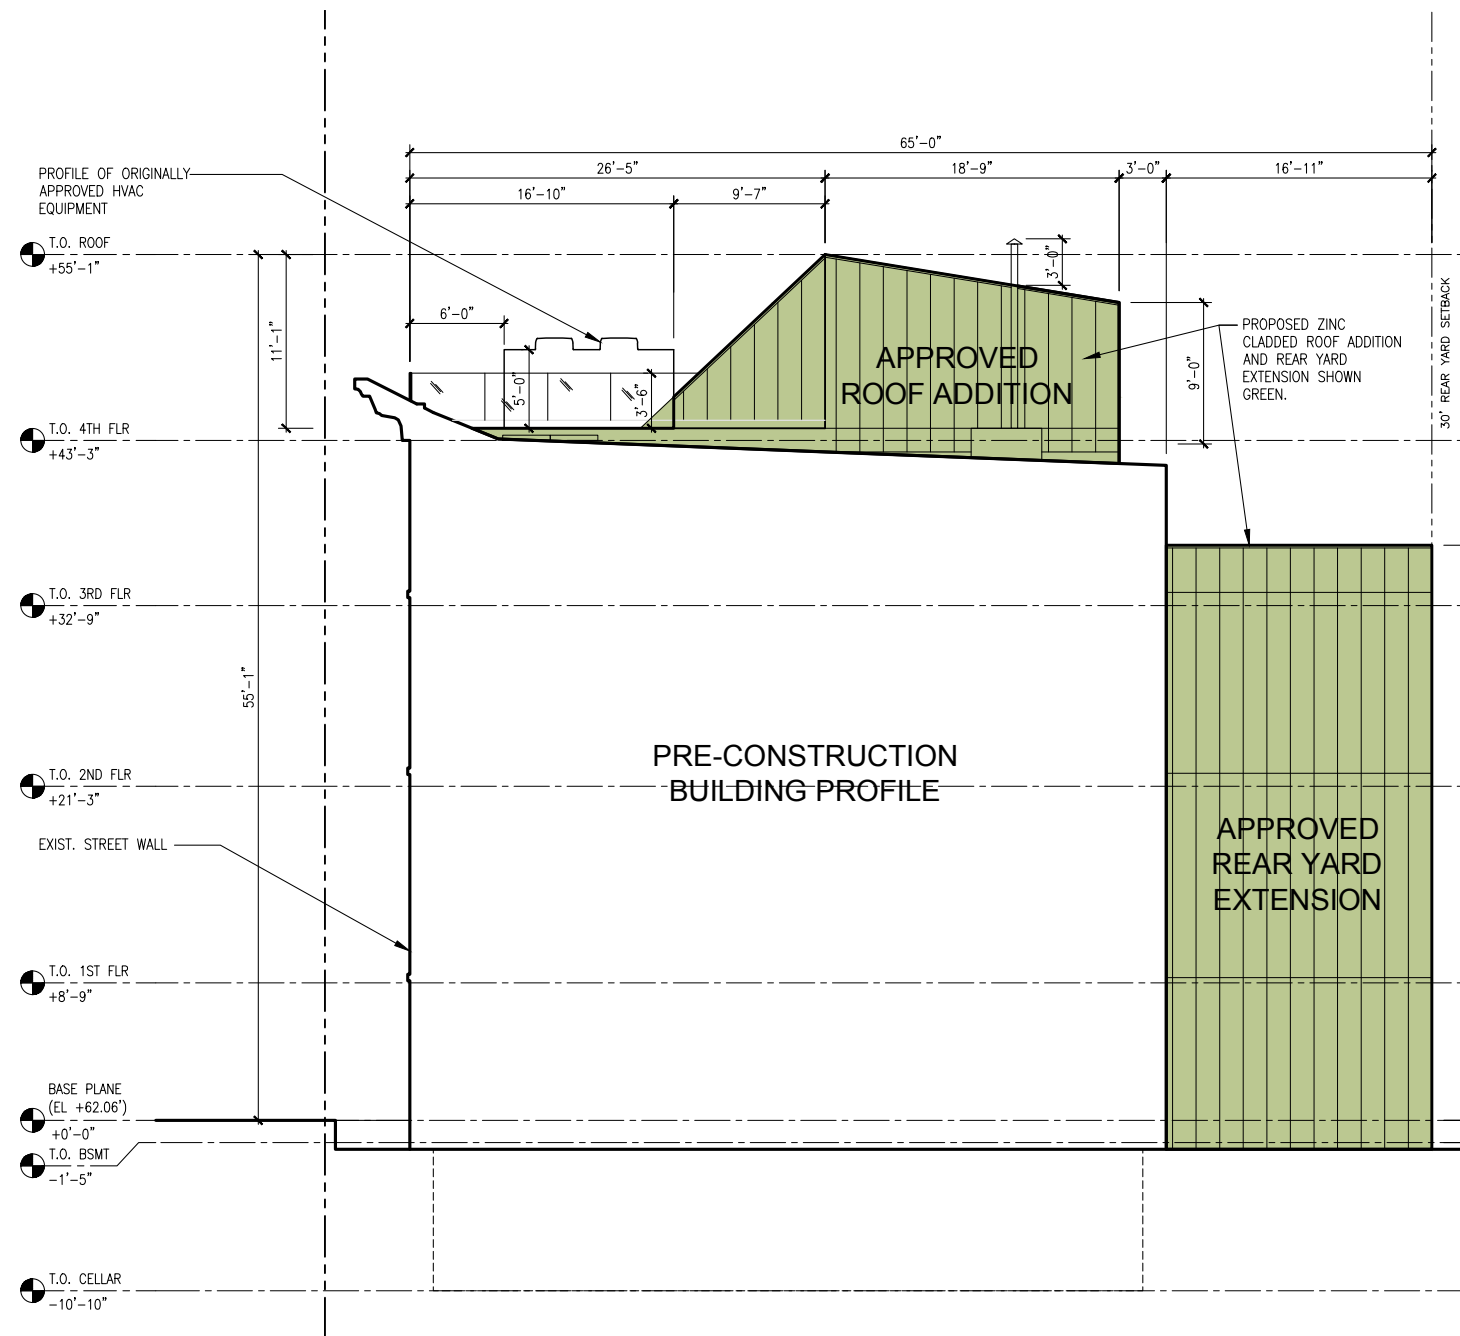 65'-0"
26'-5"
18'-9"
3'-0"
16'-11"
16'-10"
9'-7"
PROFILE OF ORIGINALLY
APPROVED HVAC
EQUIPMENT
T.O. ROOF
+55'-1"
3'-0"
11'-1"
6'-0"
5'-0"
3'-6"
9'-0"
APPROVED
ROOF ADDITION
PROPOSED ZINC
CLADDED ROOF ADDITION
AND REAR YARD
EXTENSION SHOWN
GREEN.
30' REAR YARD SETBACK
T.O. 4TH FLR
+43'-3"
T.O. 3RD FLR
+32'-9"
55'-1"
PRE-CONSTRUCTION
BUILDING PROFILE
T.O. 2ND FLR
+21'-3"
EXIST. STREET WALL
APPROVED
REAR YARD
EXTENSION
T.O. 1ST FLR
+8'-9"
BASE PLANE
(EL +62.06')
+0'-0"
T.O. BSMT
-1'-5"
T.O. CELLAR
-10'-10"